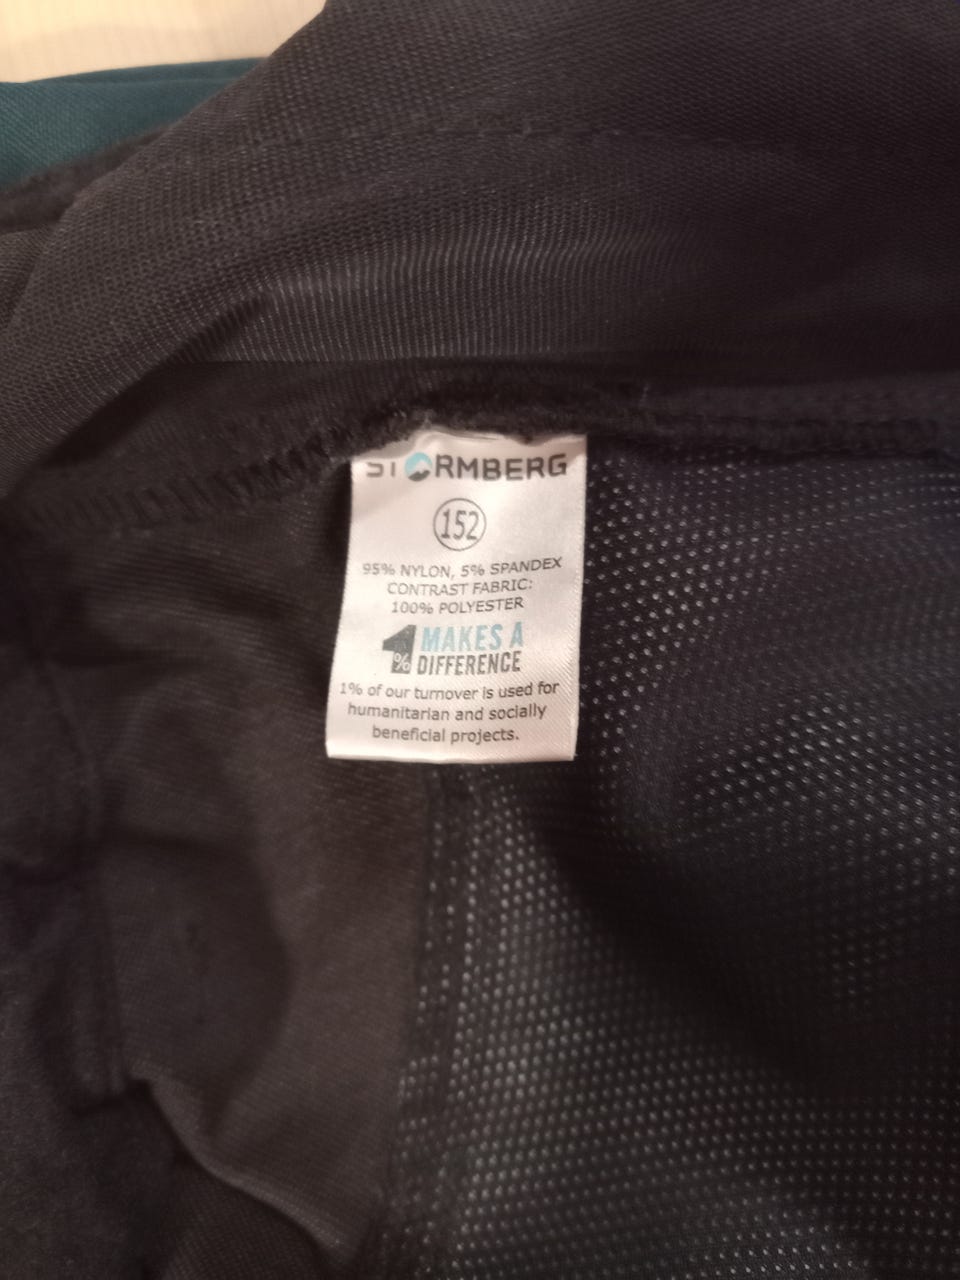 STORMBERG
152
95% NYLON, 5% SPANDEX
CONTRAST FABRIC:
100% POLYESTER
1% MAKES A
DIFFERENCE
1% of our turnover is used for
humanitarian and socially
beneficial projects.